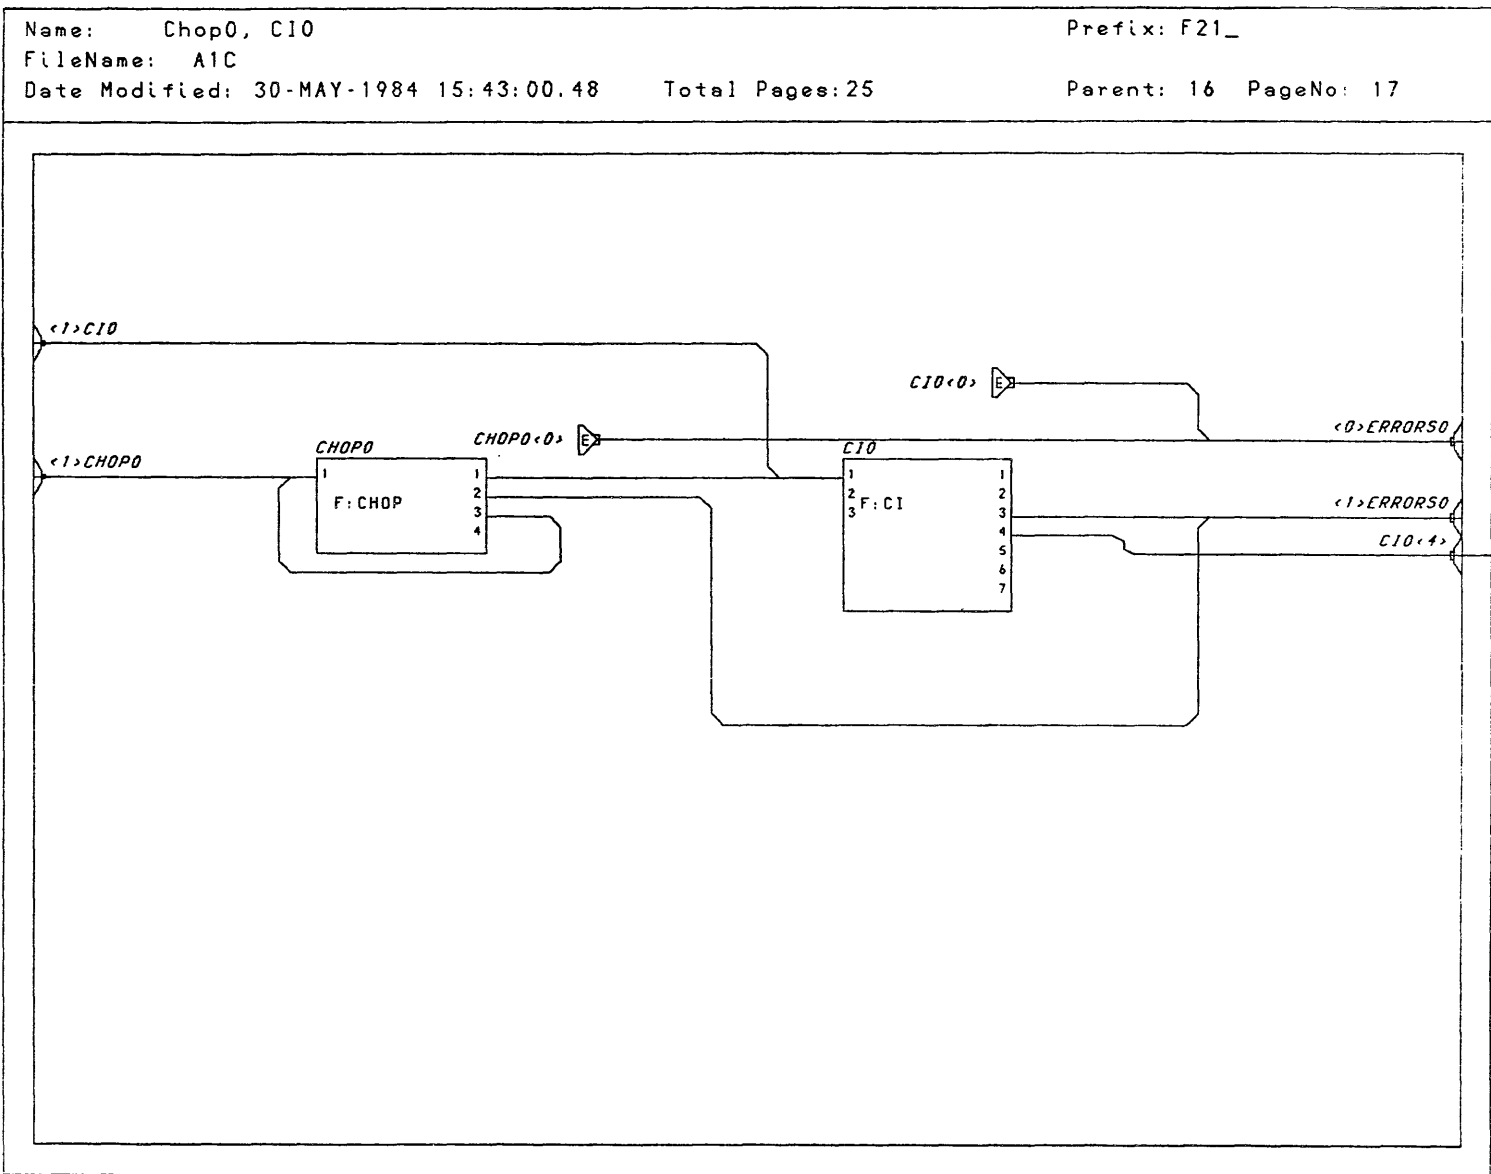 Name: Chop0, CI0 Prefix: F21_
FileName: A1C
Date Modified: 30-MAY-1984 15:43:00.48 Total Pages:25 Parent: 16 PageNo: 17
<1>CI0
CI0<0> E
<0>ERRORS0
CHOP0 CHOP0<0> E CI0
<1>CHOP0
1 F:CHOP 1 2 3 4
1 2 3 F:CI 1 2 3 4 5 6 7
<1>ERRORS0
CI0<4>